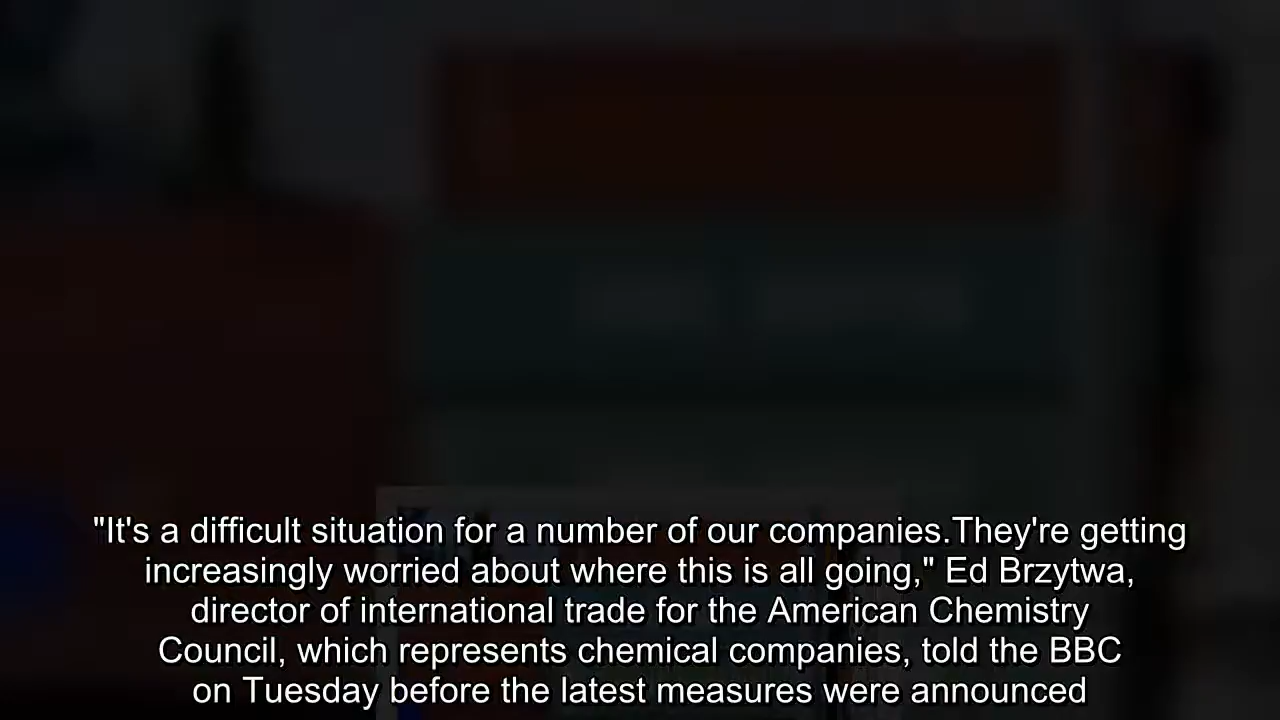 "It's a difficult situation for a number of our companies.They're getting
increasingly worried about where this is all going," Ed Brzytwa,
director of international trade for the American Chemistry
Council, which represents chemical companies, told the BBC
on Tuesday before the latest measures were announced